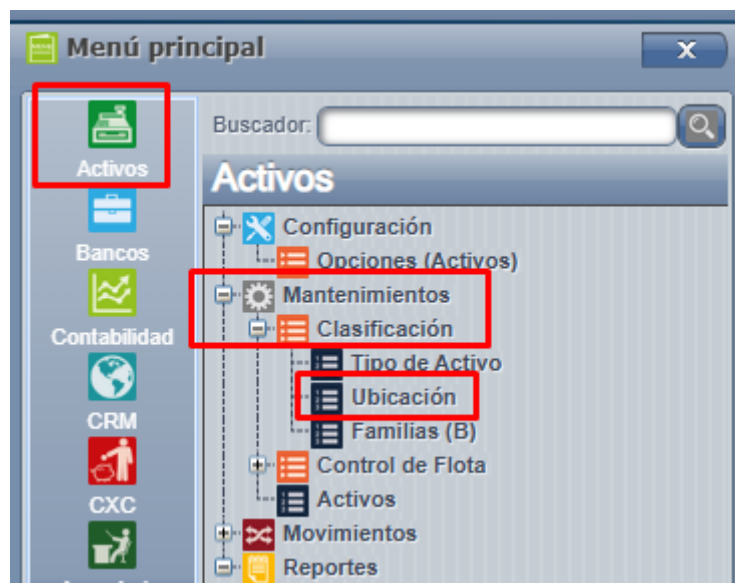 Menú principal
x
Activos
Bancos
Contabilidad
CRM
CXC
Buscador:
Activos
Configuración
Opciones (Activos)
Mantenimientos
Clasificación
Tipo de Activo
Ubicación
Familias (B)
Control de Flota
Activos
Movimientos
Reportes